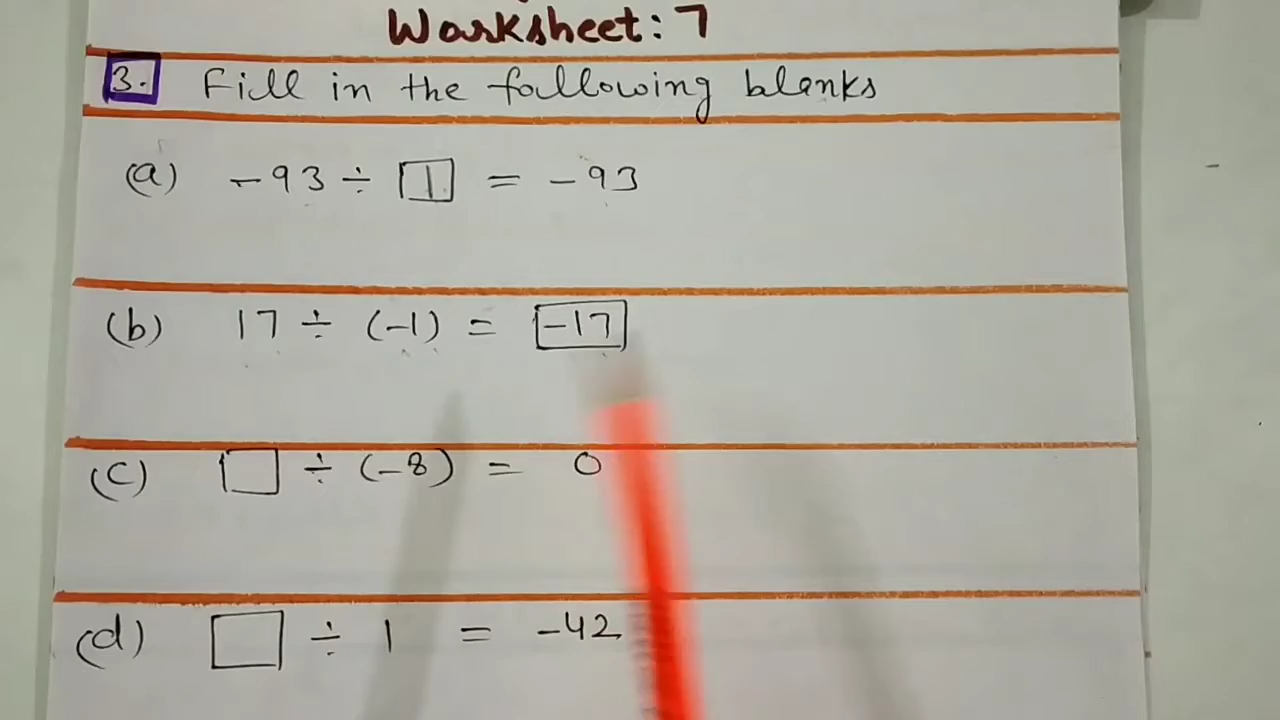 Worksheet: 7
3. Fill in the following blanks
(a) -93 ÷ 1 = -93
(b) 17 ÷ (-1) = -17
(c) □ ÷ (-8) = 0
(d) □ ÷ 1 = -42